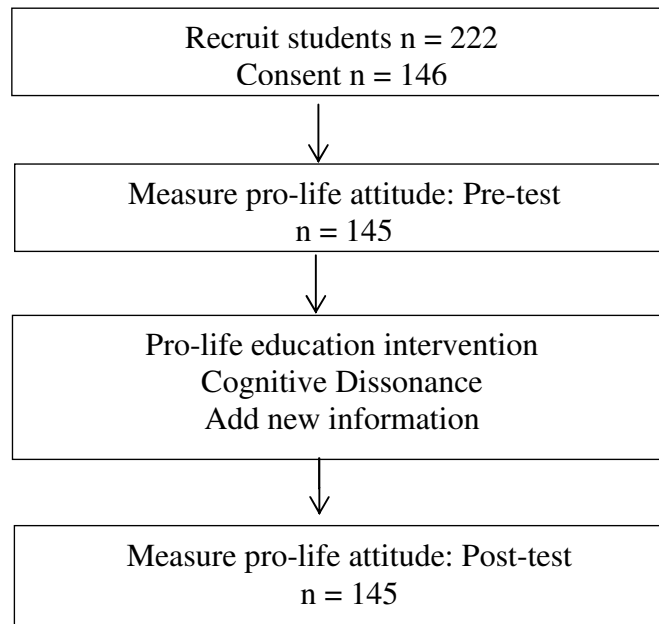 Recruit students n = 222
Consent n = 146
Measure pro-life attitude: Pre-test
n = 145
Pro-life education intervention
Cognitive Dissonance
Add new information
Measure pro-life attitude: Post-test
n = 145